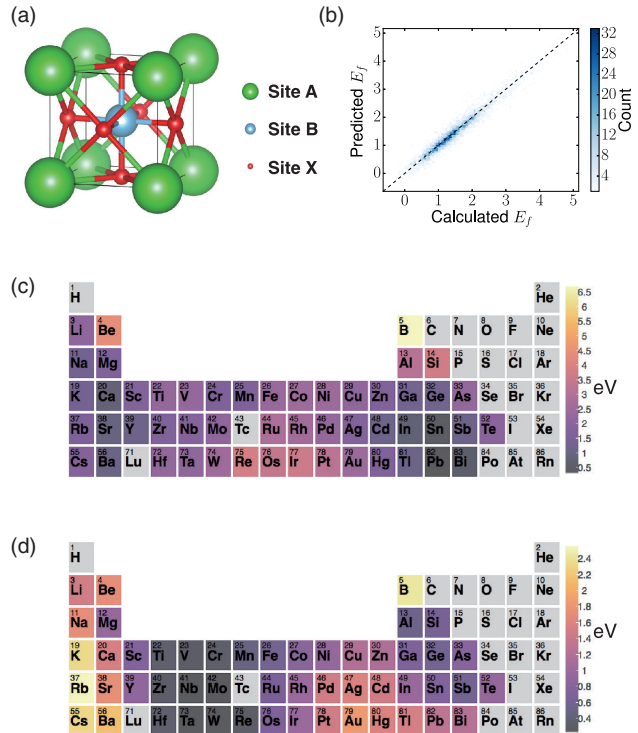 (a)
Site A
Site B
Site X
(b)
Predicted E_f
5
4
3
2
1
0
0 1 2 3 4 5
Calculated E_f
32
28
24
20
16
12
8
4
Count
(c)
1 H 2 He
3 Li 4 Be 5 B 6 C 7 N 8 O 9 F 10 Ne
11 Na 12 Mg 13 Al 14 Si 15 P 16 S 17 Cl 18 Ar
19 K 20 Ca 21 Sc 22 Ti 23 V 24 Cr 25 Mn 26 Fe 27 Co 28 Ni 29 Cu 30 Zn 31 Ga 32 Ge 33 As 34 Se 35 Br 36 Kr
37 Rb 38 Sr 39 Y 40 Zr 41 Nb 42 Mo 43 Tc 44 Ru 45 Rh 46 Pd 47 Ag 48 Cd 49 In 50 Sn 51 Sb 52 Te 53 I 54 Xe
55 Cs 56 Ba 71 Lu 72 Hf 73 Ta 74 W 75 Re 76 Os 77 Ir 78 Pt 79 Au 80 Hg 81 Tl 82 Pb 83 Bi 84 Po 85 At 86 Rn
6.5
6
5.5
5
4.5
4
3.5
3
2.5
2
1.5
1
0.5
eV
(d)
1 H 2 He
3 Li 4 Be 5 B 6 C 7 N 8 O 9 F 10 Ne
11 Na 12 Mg 13 Al 14 Si 15 P 16 S 17 Cl 18 Ar
19 K 20 Ca 21 Sc 22 Ti 23 V 24 Cr 25 Mn 26 Fe 27 Co 28 Ni 29 Cu 30 Zn 31 Ga 32 Ge 33 As 34 Se 35 Br 36 Kr
37 Rb 38 Sr 39 Y 40 Zr 41 Nb 42 Mo 43 Tc 44 Ru 45 Rh 46 Pd 47 Ag 48 Cd 49 In 50 Sn 51 Sb 52 Te 53 I 54 Xe
55 Cs 56 Ba 71 Lu 72 Hf 73 Ta 74 W 75 Re 76 Os 77 Ir 78 Pt 79 Au 80 Hg 81 Tl 82 Pb 83 Bi 84 Po 85 At 86 Rn
2.4
2.2
2
1.8
1.6
1.4
1.2
1
0.8
0.6
0.4
eV